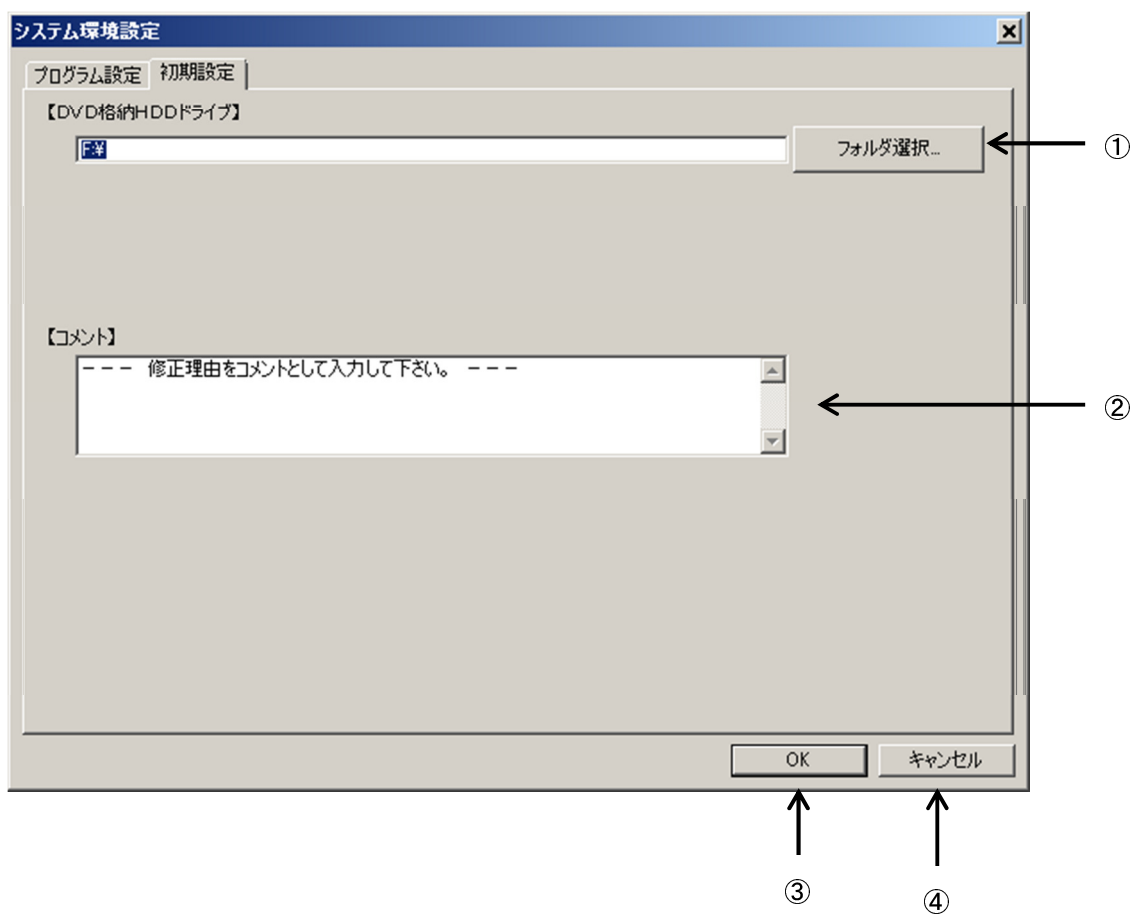 システム環境設定
プログラム設定 初期設定
【DVD格納HDDドライブ】
F:¥ フォルダ選択... ①
【コメント】
--- 修正理由をコメントとして入力して下さい。 ---
②
OK キャンセル
③ ④